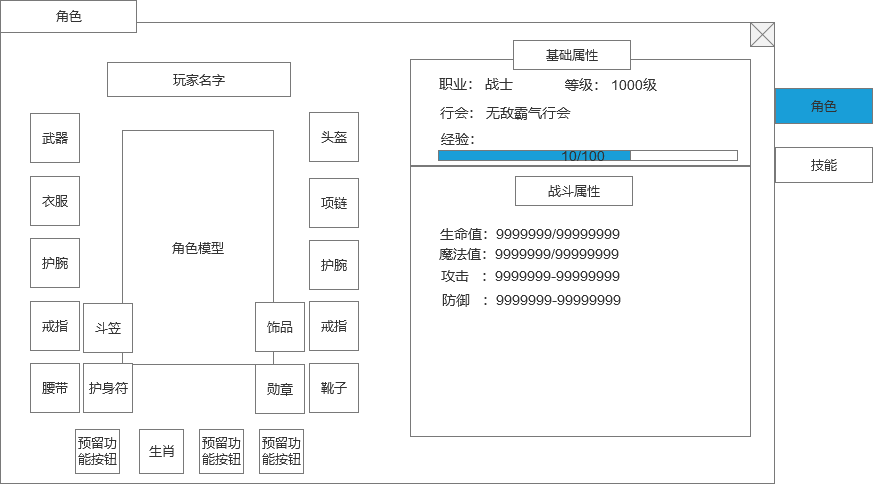 角色
玩家名字
武器
头盔
衣服
项链
角色模型
护腕
护腕
戒指
斗笠
饰品
戒指
腰带
护身符
勋章
靴子
预留功
能按钮
生肖
预留功
能按钮
预留功
能按钮
基础属性
职业： 战士
等级： 1000级
行会： 无敌霸气行会
经验：
10/100
战斗属性
生命值：9999999/99999999
魔法值：9999999/99999999
攻击 ：9999999-99999999
防御 ：9999999-99999999
角色
技能